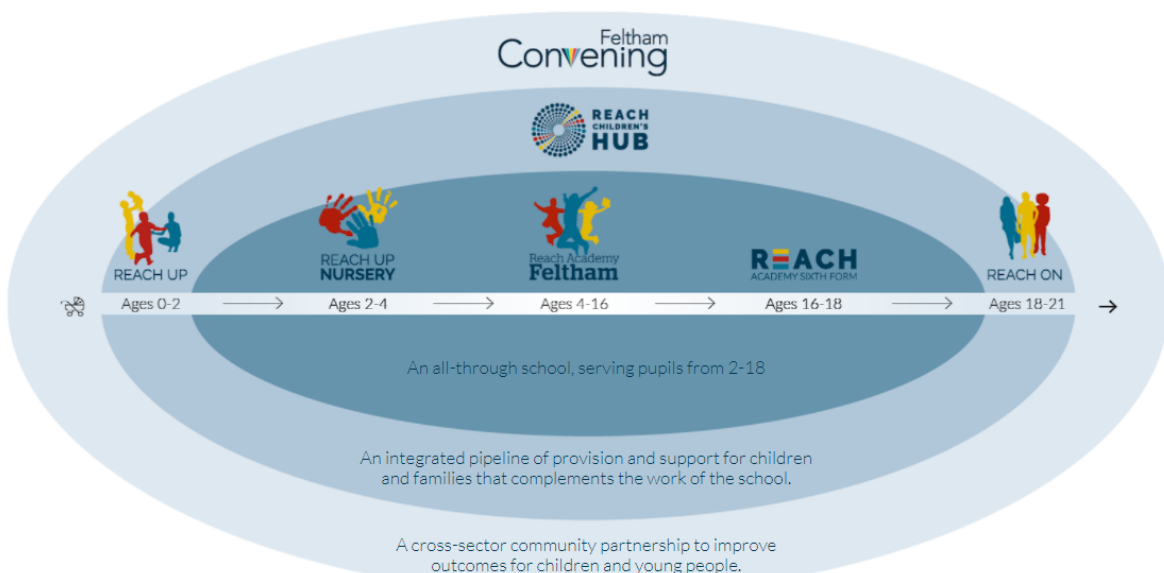 Feltham
Convening
REACH
CHILDREN'S
HUB
REACH UP
REACH UP
NURSERY
Reach Academy
Feltham
REACH
ACADEMY SIXTH FORM
REACH ON
Ages 0-2
Ages 2-4
Ages 4-16
Ages 16-18
Ages 18-21
An all-through school, serving pupils from 2-18
An integrated pipeline of provision and support for children
and families that complements the work of the school.
A cross-sector community partnership to improve
outcomes for children and young people.